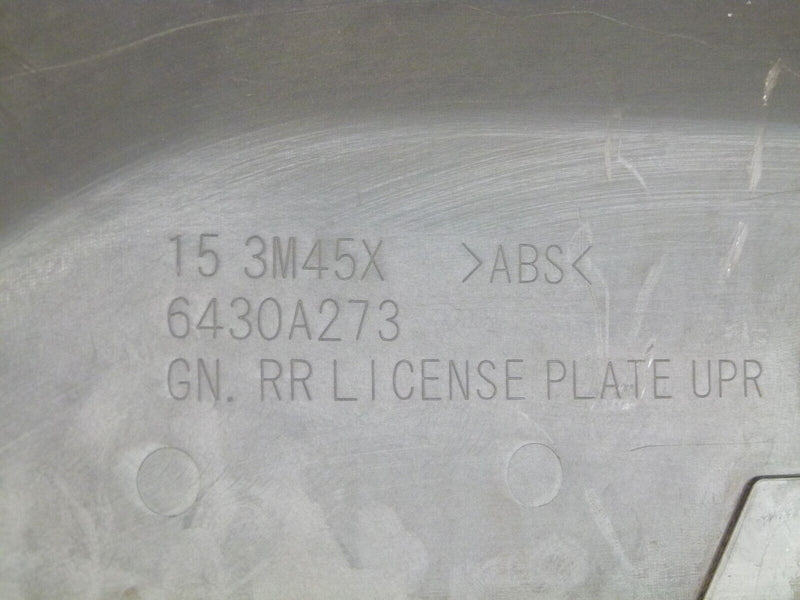 15 3M45X >ABS<
6430A273
GN. RR LICENSE PLATE UPR